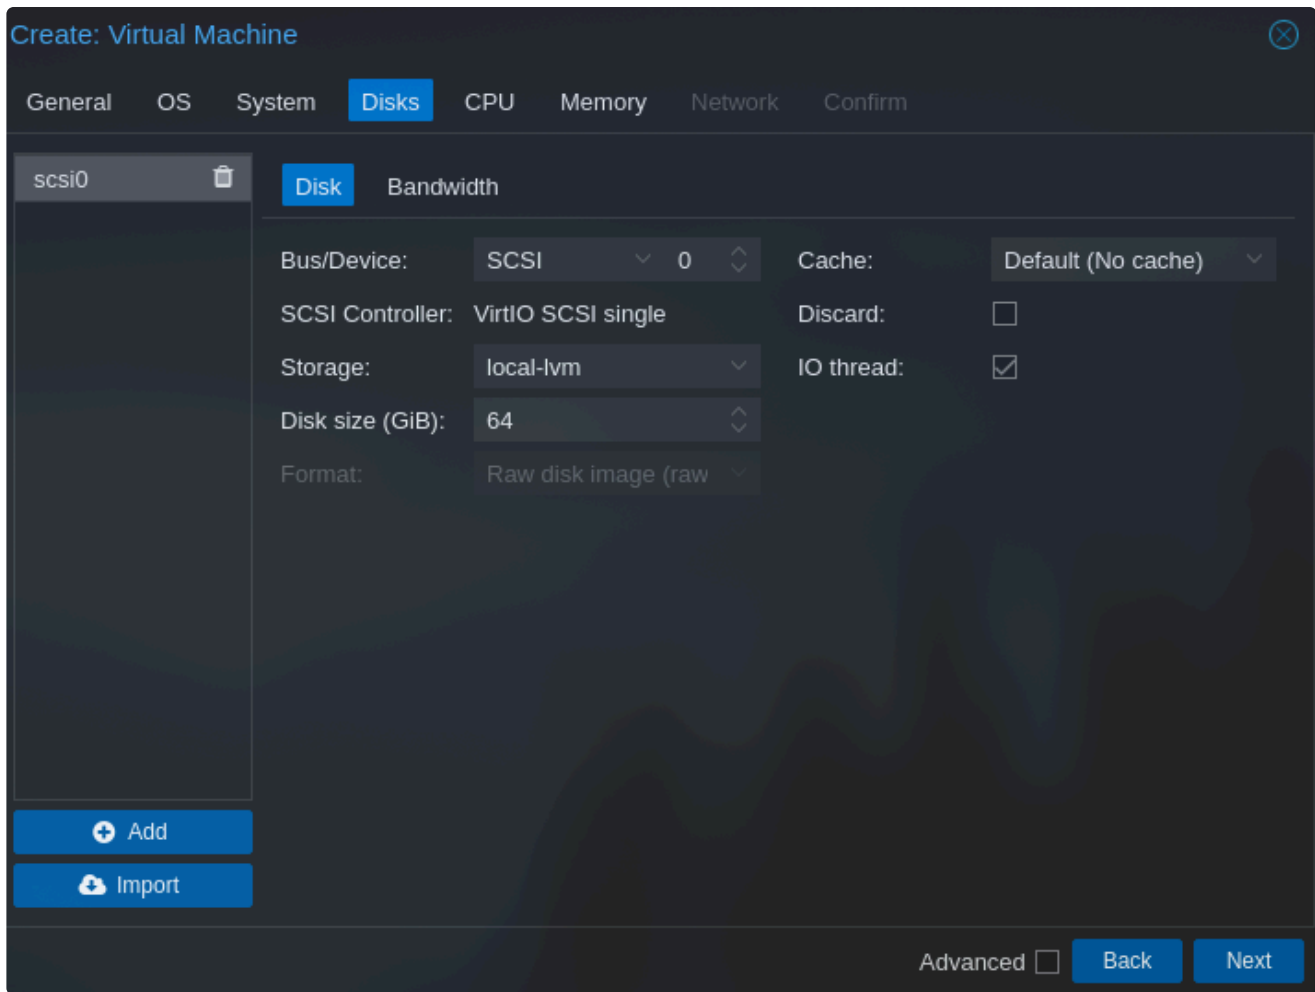 Create: Virtual Machine
General OS System Disks CPU Memory Network Confirm
scsi0
Disk Bandwidth
Bus/Device: SCSI 0 Cache: Default (No cache)
SCSI Controller: VirtIO SCSI single Discard:
Storage: local-lvm IO thread:
Disk size (GiB): 64
Format: Raw disk image (raw
Add
Import
Advanced Back Next